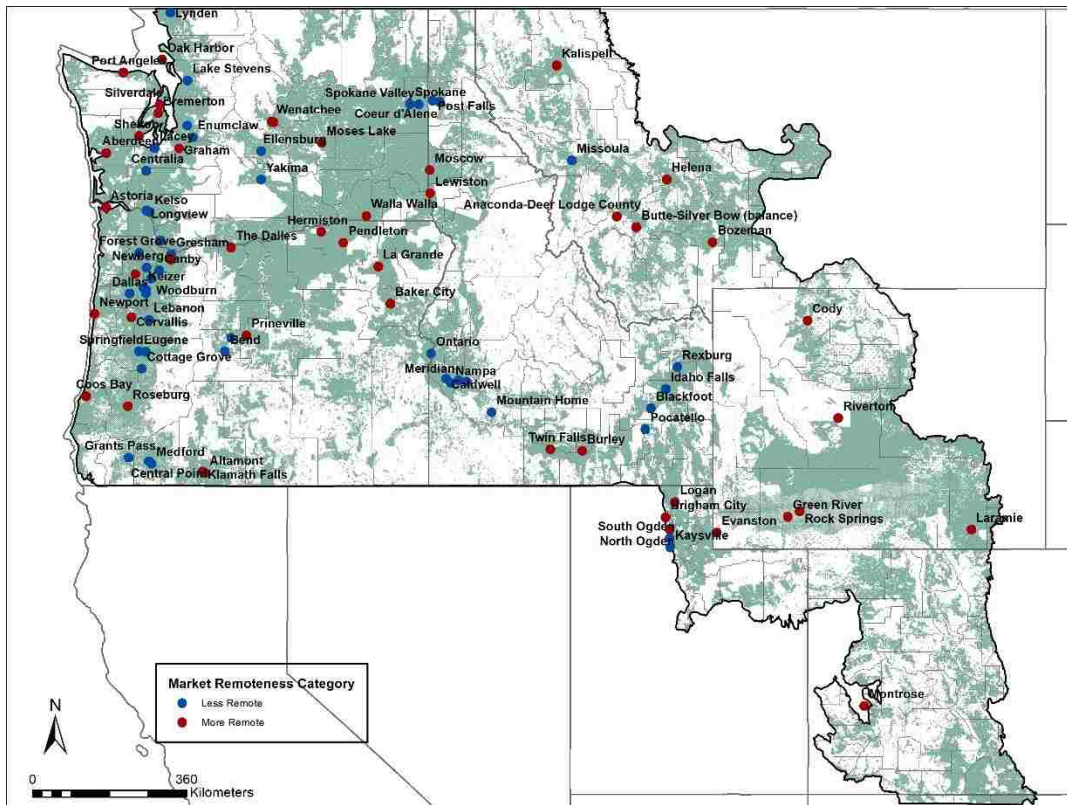 Lynden
Oak Harbor
Port Angeles
Lake Stevens
Kalispell
Silverdale
Spokane Valley
Spokane
Bremerton
Post Falls
Coeur d'Alene
Wenatchee
Shelton
Enumclaw
Moses Lake
Lacey
Aberdeen
Graham
Ellensburg
Centralia
Missoula
Moscow
Yakima
Helena
Lewiston
Astoria
Kelso
Walla Walla
Anaconda-Deer Lodge County
Longview
Hermiston
Butte-Silver Bow (balance)
Forest Grove
Gresham
The Dalles
Pendleton
Bozeman
Newberg
Canby
La Grande
Keizer
Dallas
Woodburn
Baker City
Newport
Lebanon
Cody
Corvallis
Prineville
Springfield
Eugene
Bend
Ontario
Cottage Grove
Rexburg
Meridian
Nampa
Idaho Falls
Coos Bay
Caldwell
Roseburg
Mountain Home
Blackfoot
Riverton
Pocatello
Grants Pass
Medford
Twin Falls
Burley
Altamont
Central Point
Klamath Falls
Logan
Brigham City
Green River
South Ogden
Evanston
Rock Springs
Laramie
Kaysville
North Ogden
Market Remoteness Category
Less Remote
More Remote
Montrose
N
0
360
Kilometers